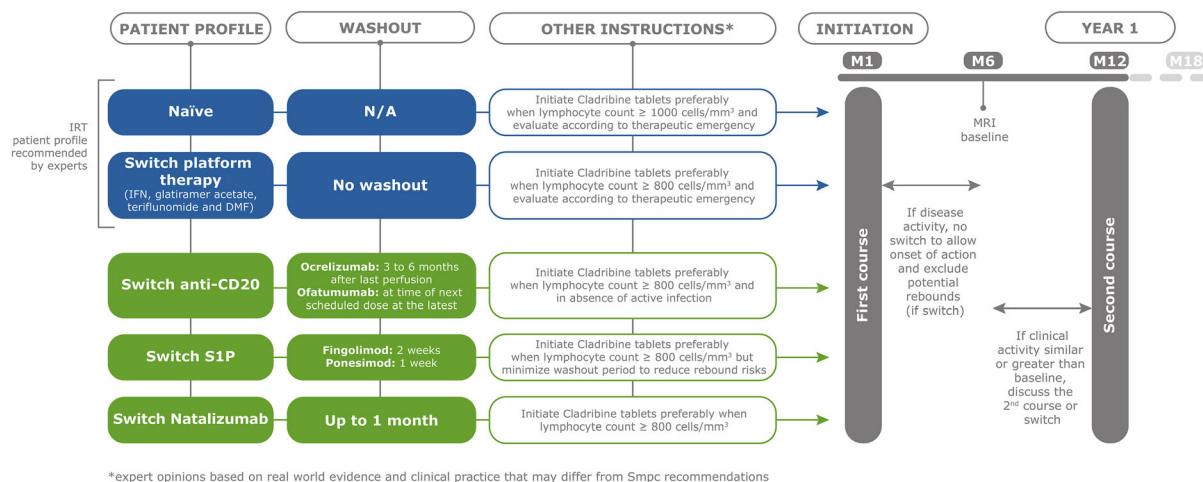 PATIENT PROFILE
WASHOUT
OTHER INSTRUCTIONS*
INITIATION
YEAR 1
M1
M6
M12
M18
MRI
baseline
IRT
patient profile
recommended
by experts
Naïve
N/A
Initiate Cladribine tablets preferably
when lymphocyte count ≥ 1000 cells/mm³ and
evaluate according to therapeutic emergency
Switch platform
therapy
(IFN, glatiramer acetate,
teriflunomide and DMF)
No washout
Initiate Cladribine tablets preferably
when lymphocyte count ≥ 800 cells/mm³ and
evaluate according to therapeutic emergency
Switch anti-CD20
Ocrelizumab: 3 to 6 months
after last perfusion
Ofatumumab: at time of next
scheduled dose at the latest
Initiate Cladribine tablets preferably
when lymphocyte count ≥ 800 cells/mm³ and
in absence of active infection
Switch S1P
Fingolimod: 2 weeks
Ponesimod: 1 week
Initiate Cladribine tablets preferably
when lymphocyte count ≥ 800 cells/mm³ but
minimize washout period to reduce rebound risks
Switch Natalizumab
Up to 1 month
Initiate Cladribine tablets preferably when
lymphocyte count ≥ 800 cells/mm³
First course
If disease
activity, no
switch to allow
onset of action
and exclude
potential
rebounds
(if switch)
If clinical
activity similar
or greater than
baseline,
discuss the
2nd course or
switch
Second course
*expert opinions based on real world evidence and clinical practice that may differ from Smpc recommendations